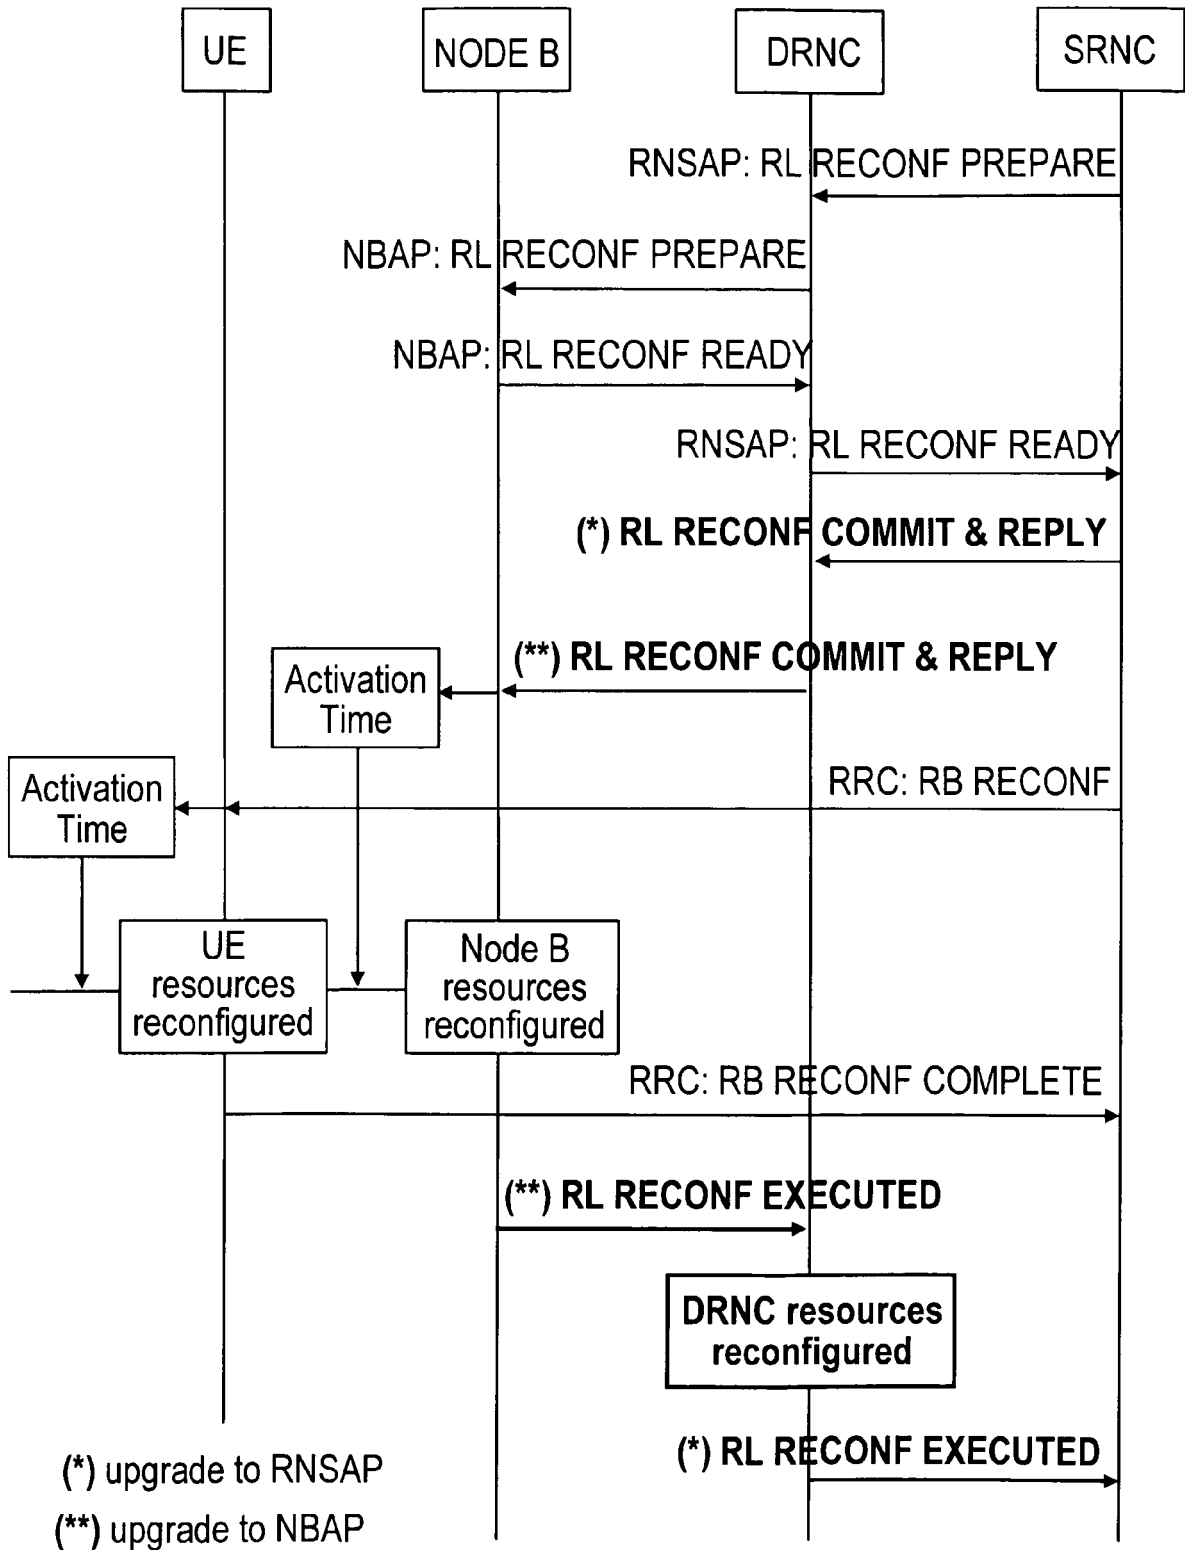 UE
NODE B
DRNC
SRNC
RNSAP: RL RECONF PREPARE
NBAP: RL RECONF PREPARE
NBAP: RL RECONF READY
RNSAP: RL RECONF READY
(*) RL RECONF COMMIT & REPLY
(**) RL RECONF COMMIT & REPLY
Activation
Time
RRC: RB RECONF
Activation
Time
UE
resources
reconfigured
Node B
resources
reconfigured
RRC: RB RECONF COMPLETE
(**) RL RECONF EXECUTED
DRNC resources
reconfigured
(*) RL RECONF EXECUTED
(*) upgrade to RNSAP
(**) upgrade to NBAP